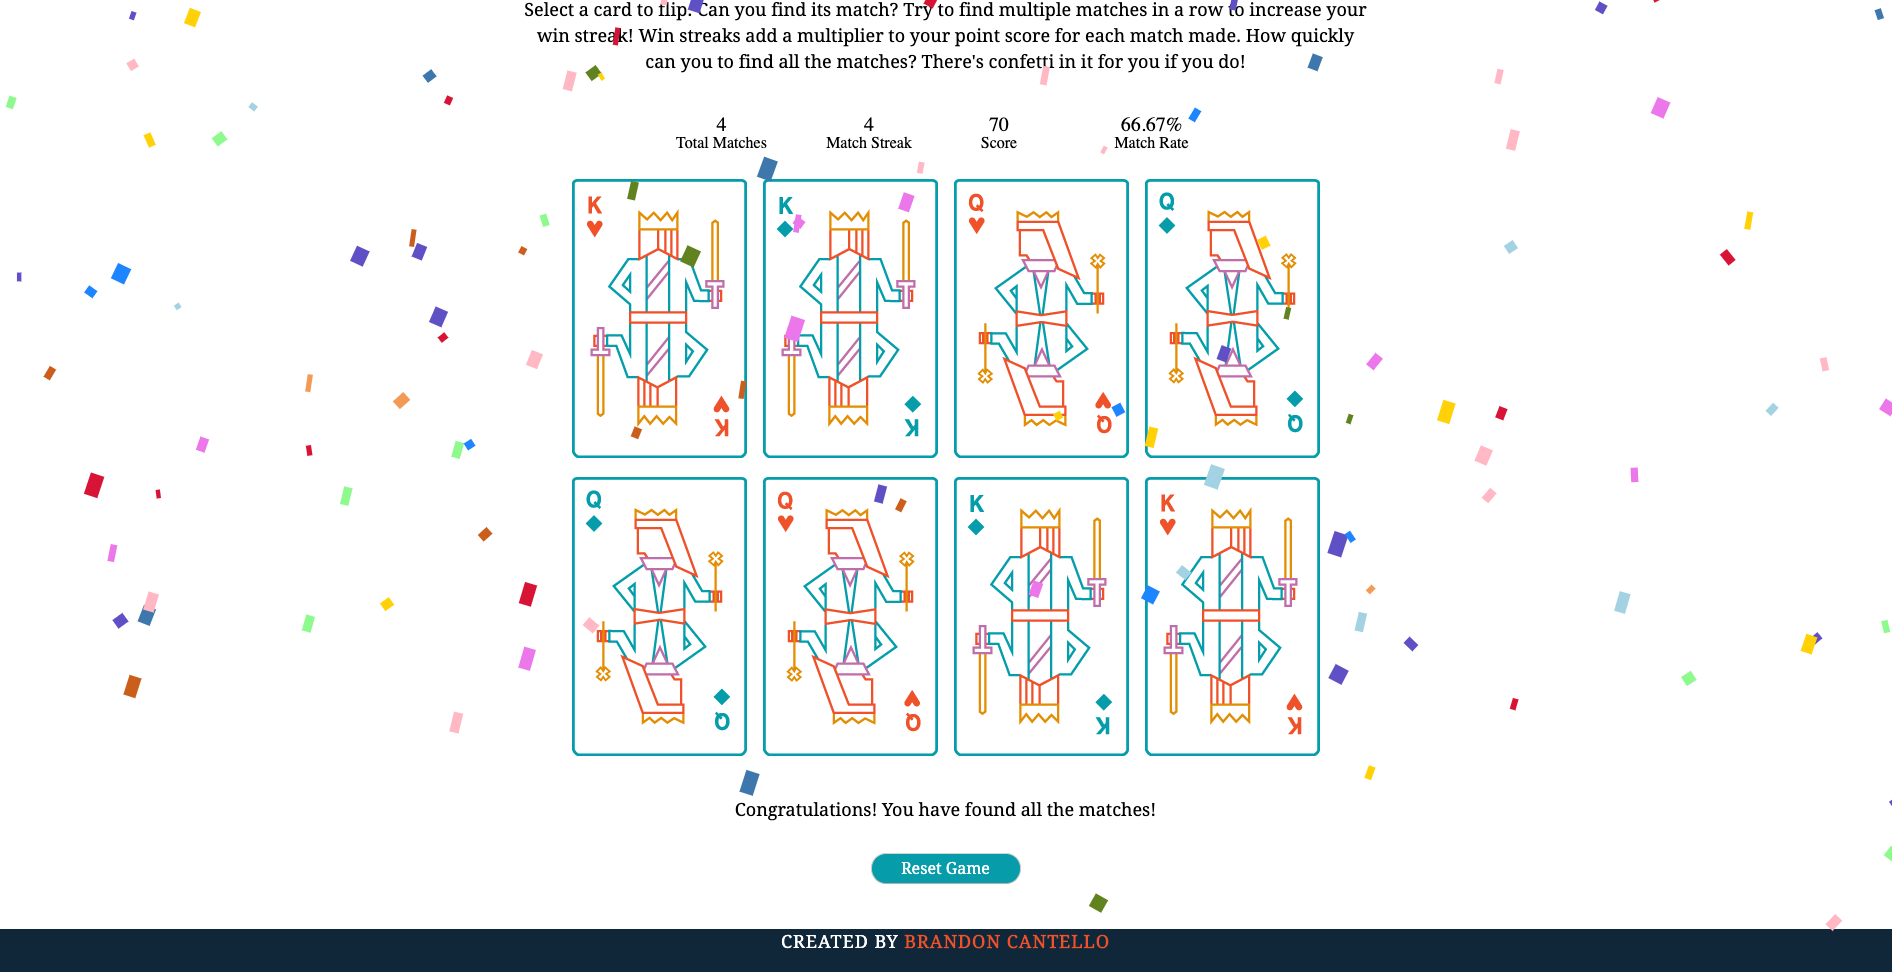 Select a card to flip. Can you find its match? Try to find multiple matches in a row to increase your
win streak! Win streaks add a multiplier to your point score for each match made. How quickly
can you to find all the matches? There's confetti in it for you if you do!
4 4 70 66.67%
Total Matches Match Streak Score Match Rate
K K Q Q
K K Q Q
Q Q K K
Q Q K K
Congratulations! You have found all the matches!
Reset Game
CREATED BY BRANDON CANTELLO